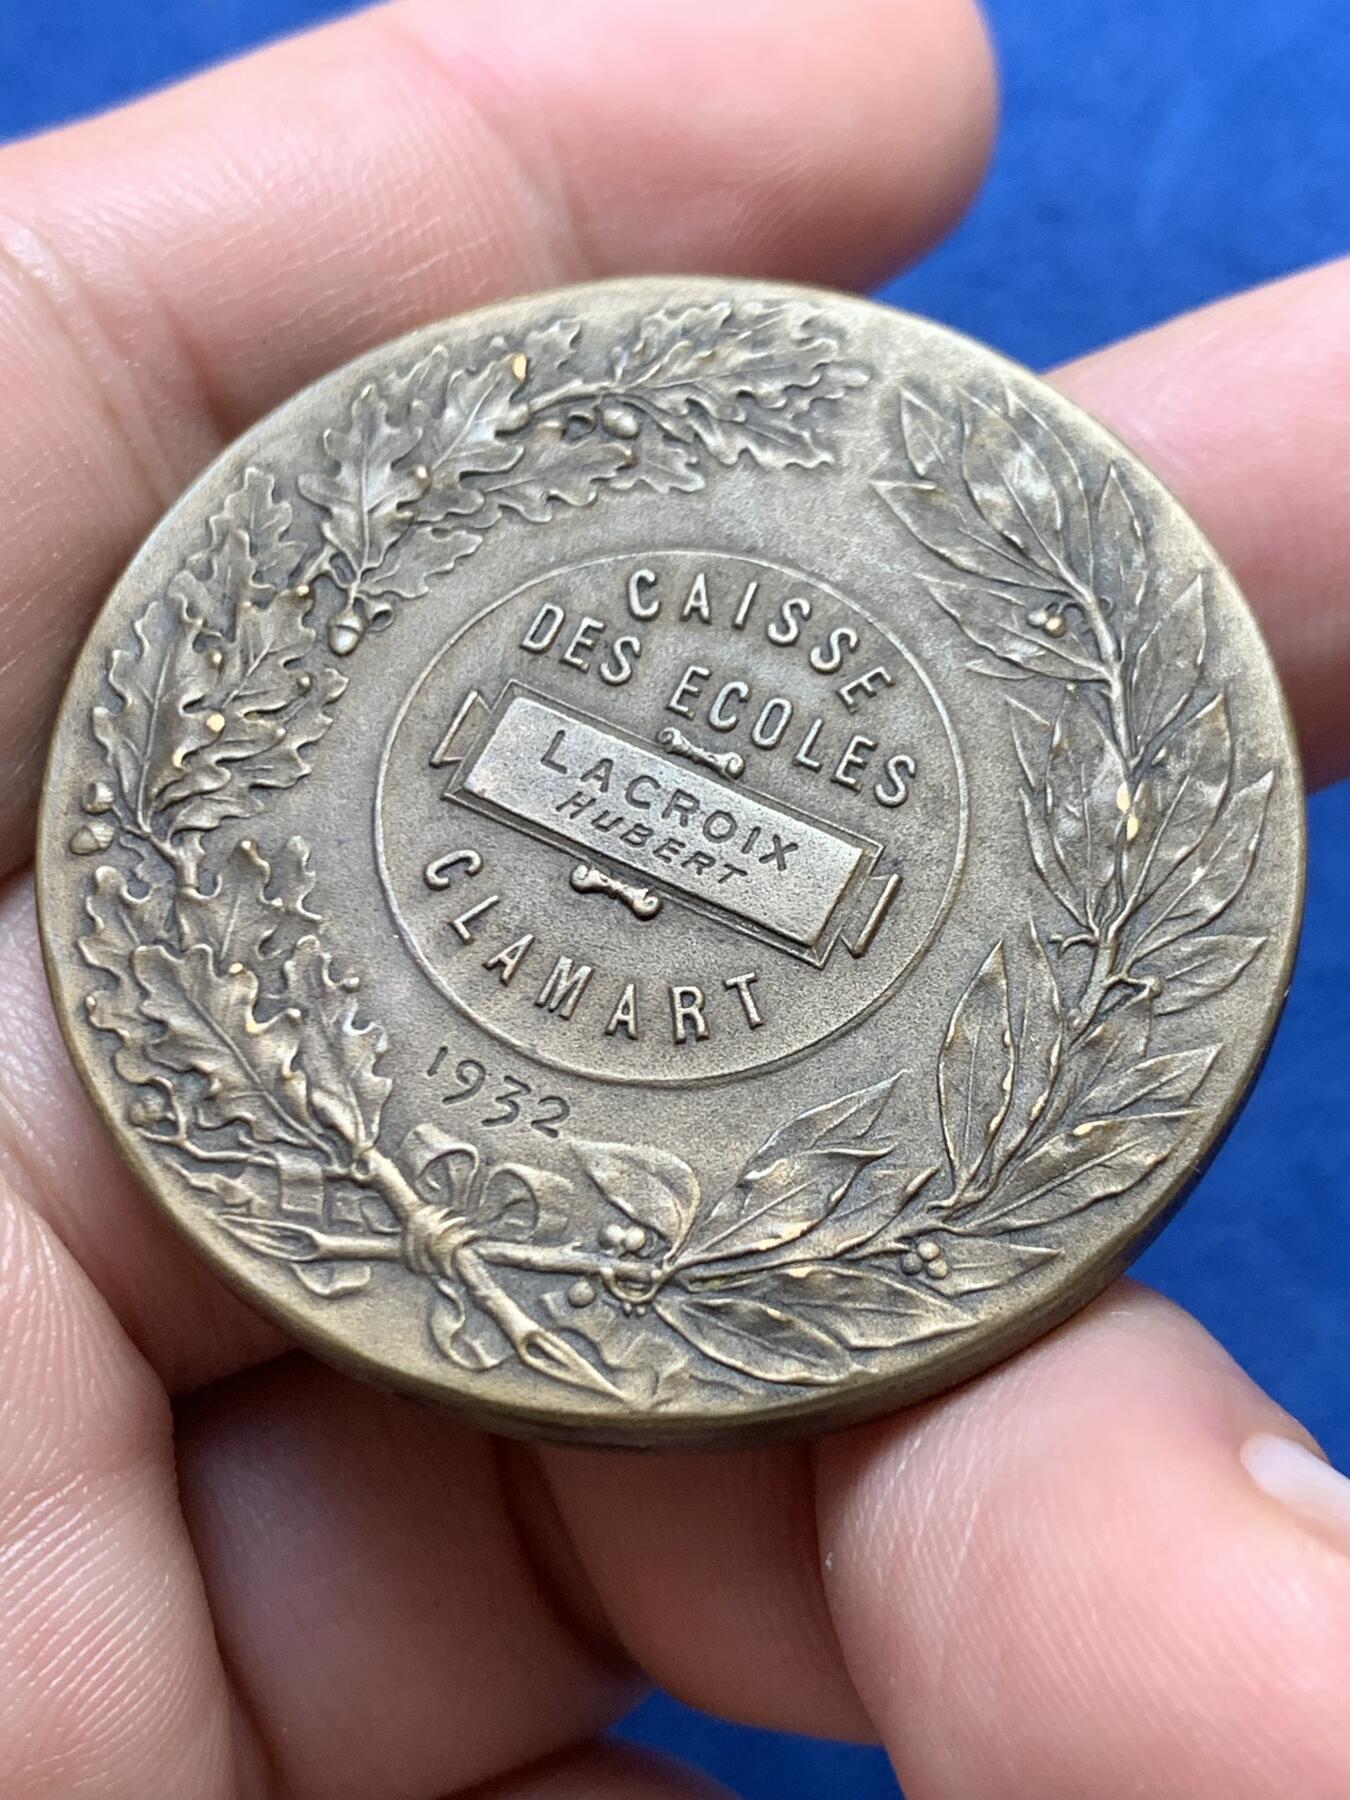 CAISSE
DES ECOLES
LACROIX
HUBERT
CLAMART
1932